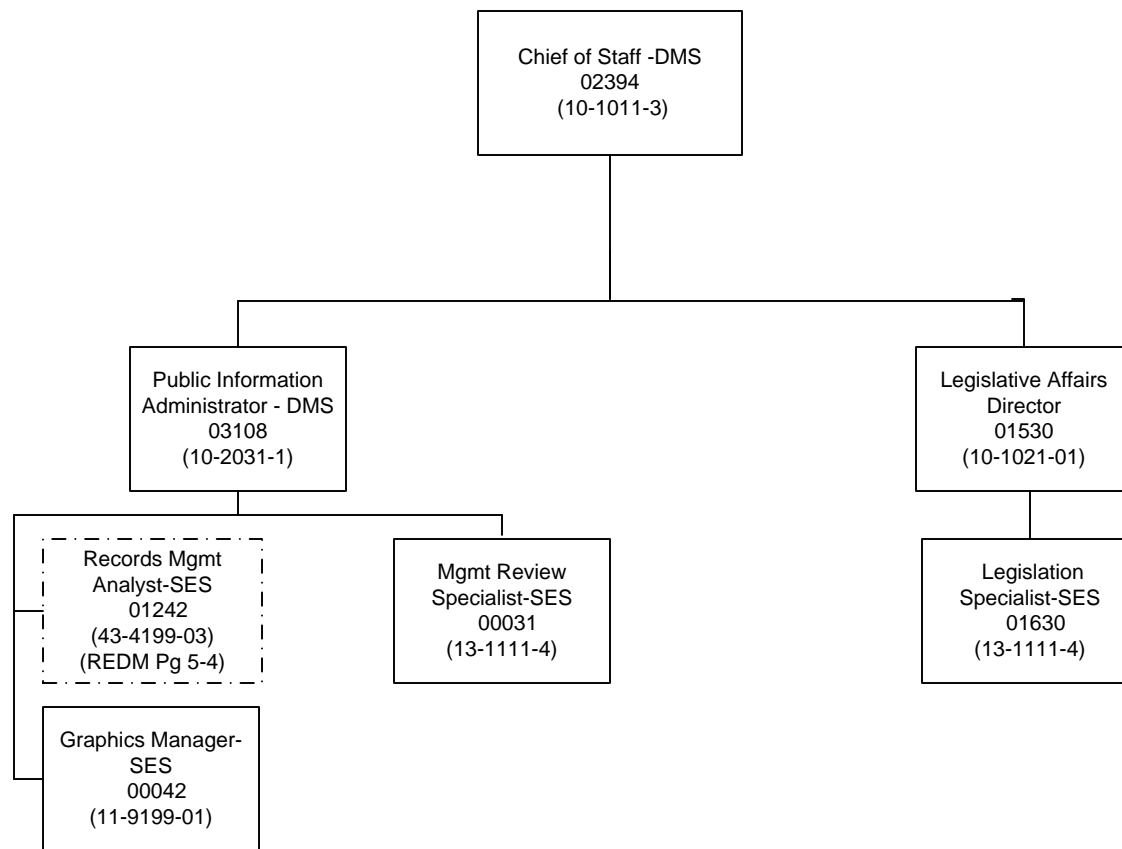 Chief of Staff -DMS
02394
(10-1011-3)
Public Information
Administrator - DMS
03108
(10-2031-1)
Legislative Affairs
Director
01530
(10-1021-01)
Records Mgmt
Analyst-SES
01242
(43-4199-03)
(REDM Pg 5-4)
Mgmt Review
Specialist-SES
00031
(13-1111-4)
Legislation
Specialist-SES
01630
(13-1111-4)
Graphics Manager-
SES
00042
(11-9199-01)